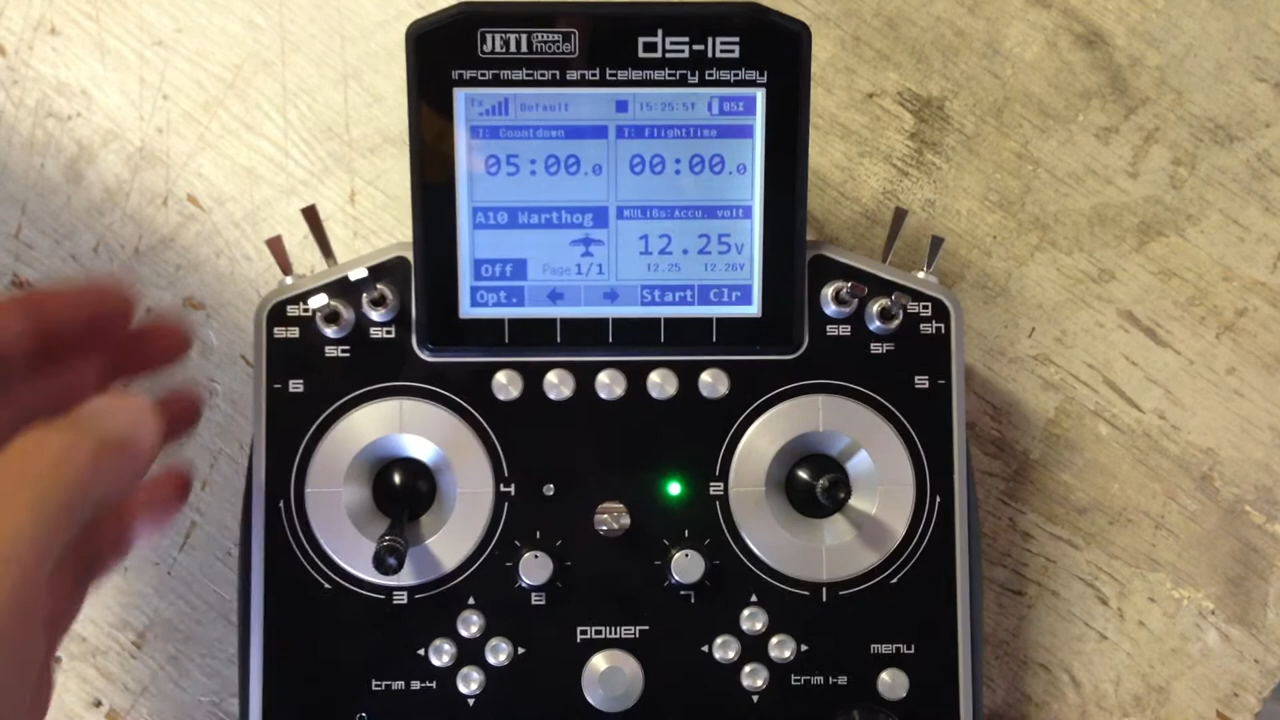 JETI model
ds-16
information and telemetry display
Tx Default 15:25:51 85%
T: Countdown
05:00.0
T: FlightTime
00:00.0
A10 Warthog
Off Page 1/1
MULi6s:Accu. volt
12.25V
12.25 12.26V
Opt. Start Clr
sb
sa
sc
sd
se
sf
sg
sh
6
5
4
2
3
8
7
1
trim 3-4
power
trim 1-2
menu